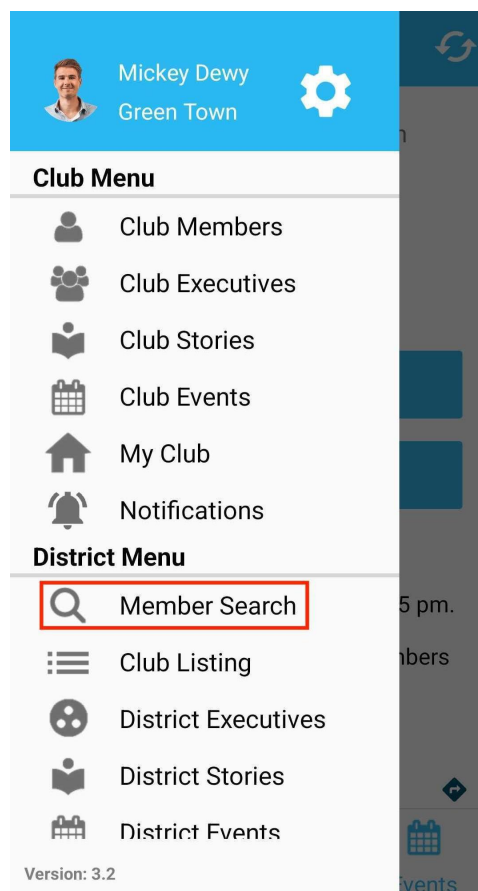 Mickey Dewy
Green Town
Club Menu
Club Members
Club Executives
Club Stories
Club Events
My Club
Notifications
District Menu
Member Search
5 pm.
Club Listing
District Executives
District Stories
District Events
Version: 3.2